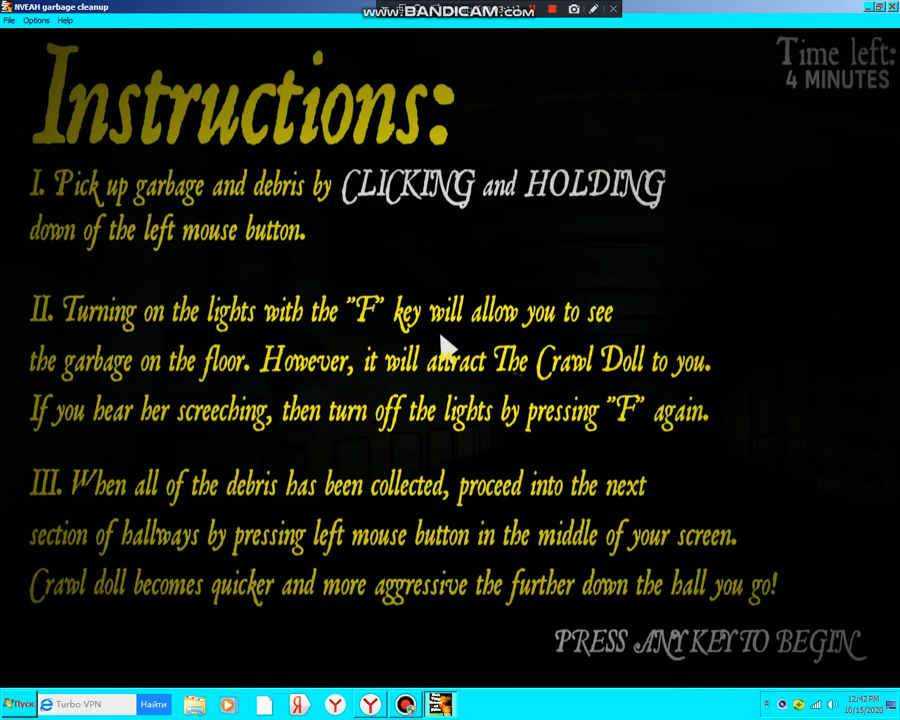 NVEAH garbage cleanup
www.BANDICAM.com
File Options Help
Time left:
4 MINUTES
Instructions:
I. Pick up garbage and debris by CLICKING and HOLDING
down of the left mouse button.
II. Turning on the lights with the "F" key will allow you to see
the garbage on the floor. However, it will attract The Crawl Doll to you.
If you hear her screeching, then turn off the lights by pressing "F" again.
III. When all of the debris has been collected, proceed into the next
section of hallways by pressing left mouse button in the middle of your screen.
Crawl doll becomes quicker and more aggressive the further down the hall you go!
PRESS ANY KEY TO BEGIN
Пуск Turbo VPN Найти
12:42 PM
10/15/2020